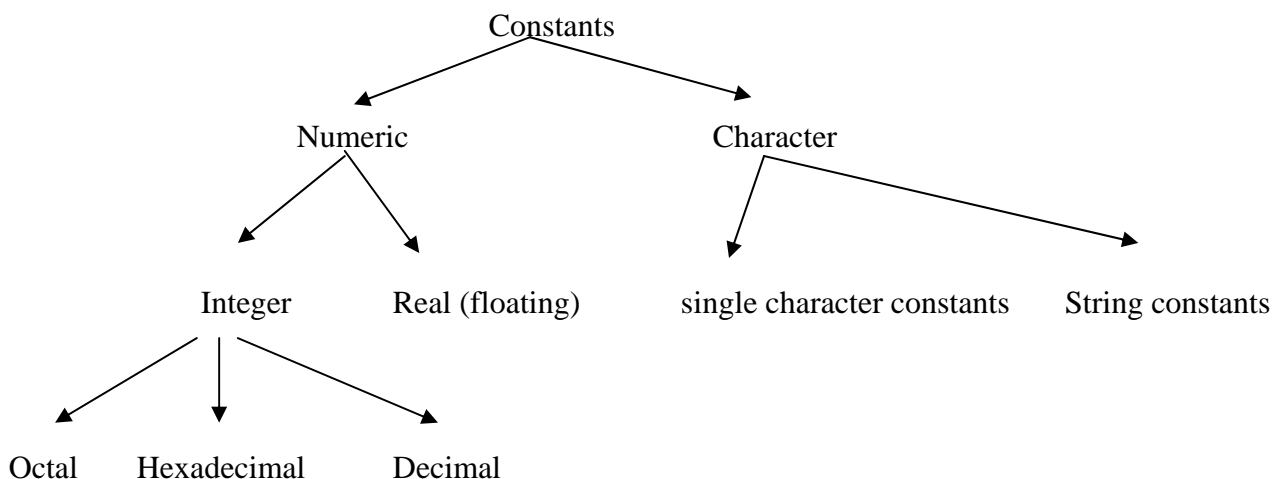 Constants
Numeric Character
Integer Real (floating) single character constants String constants
Octal Hexadecimal Decimal